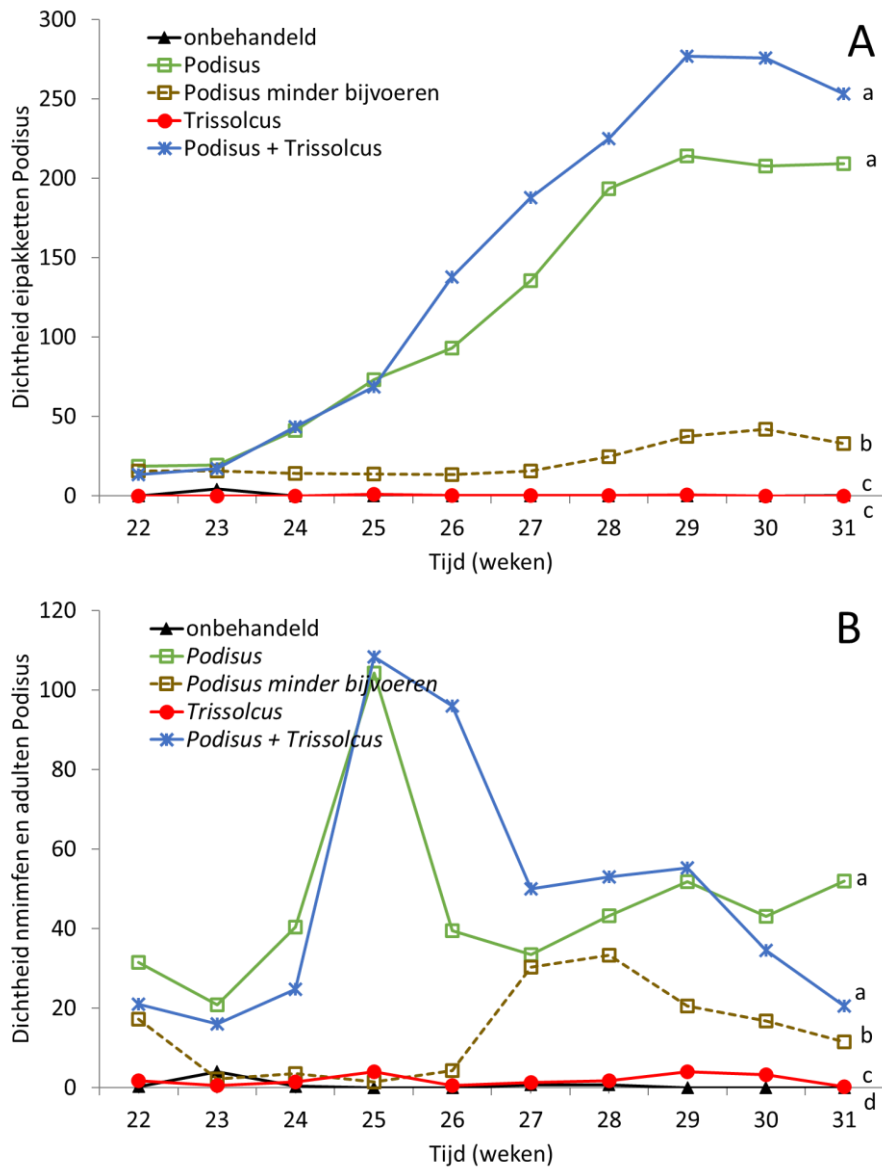 A
onbehandeld
Podisus
Podisus minder bijvoeren
Trissolcus
Podisus + Trissolcus
Dichtheid eipakketten Podisus
300
250
200
150
100
50
0
a
a
b
c
c
22 23 24 25 26 27 28 29 30 31
Tijd (weken)
B
onbehandeld
Podisus
Podisus minder bijvoeren
Trissolcus
Podisus + Trissolcus
Dichtheid nmimfen en adulten Podisus
120
100
80
60
40
20
0
a
a
b
c
d
22 23 24 25 26 27 28 29 30 31
Tijd (weken)